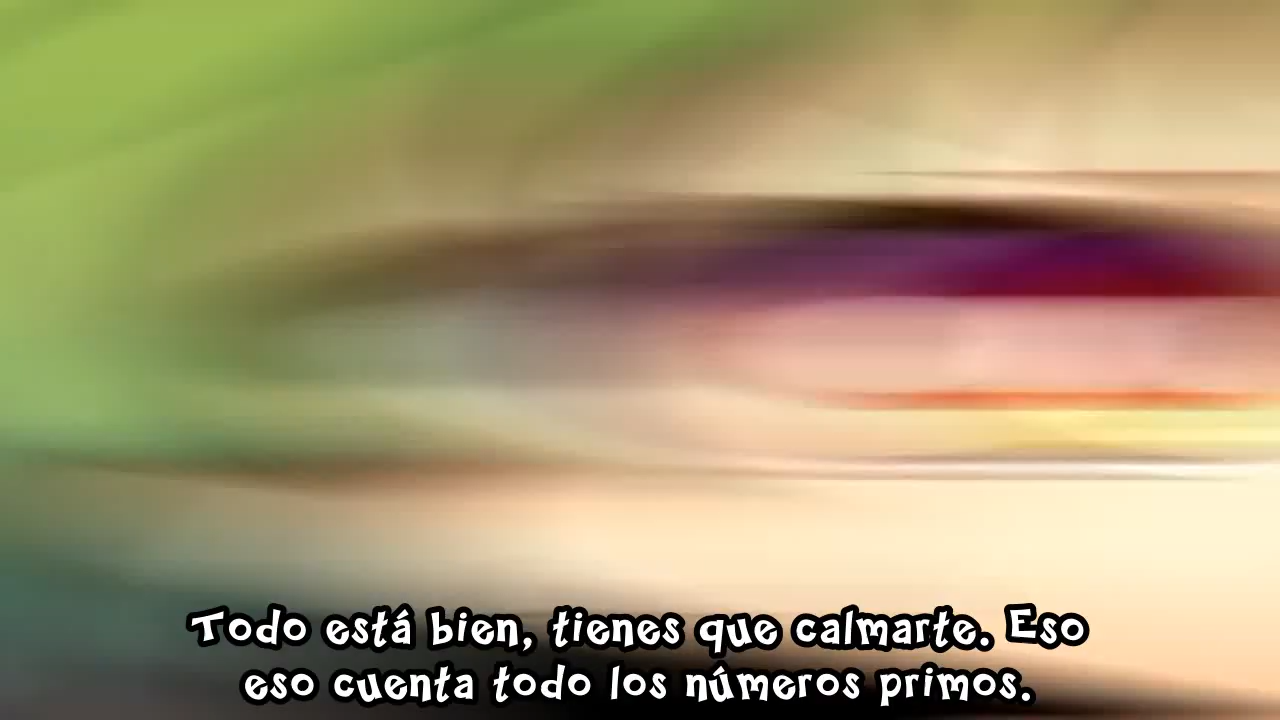 Todo está bien, tienes que calmarte. Eso
eso cuenta todo los números primos.